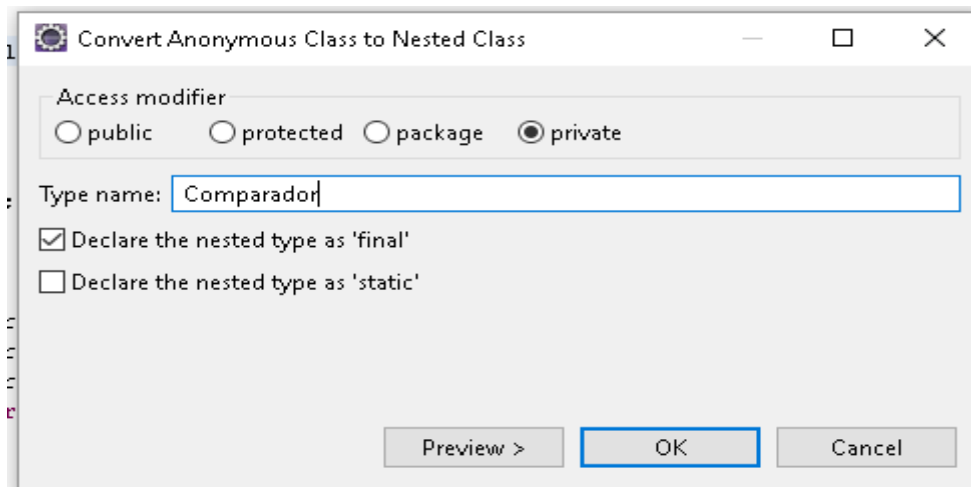 Convert Anonymous Class to Nested Class
Access modifier
public protected package private
Type name: Comparador
Declare the nested type as 'final'
Declare the nested type as 'static'
Preview > OK Cancel